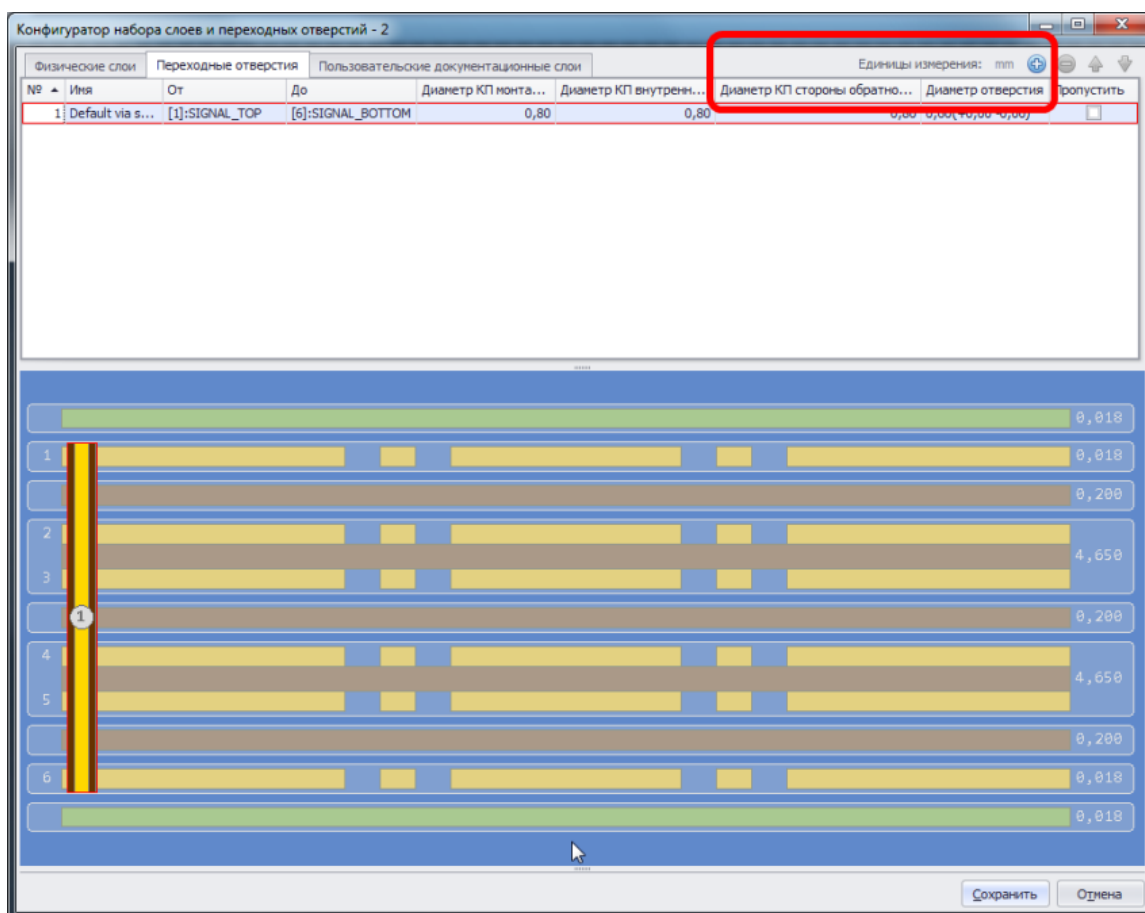 Конфигуратор набора слоев и переходных отверстий - 2
Физические слои Переходные отверстия Пользовательские документационные слои Единицы измерения: mm
№ Имя От До Диаметр КП монта... Диаметр КП внутренн... Диаметр КП стороны обратно... Диаметр отверстия Пропустить
1 Default via s... [1]:SIGNAL_TOP [6]:SIGNAL_BOTTOM 0,80 0,80 0,80
0,018
1 0,018
0,200
2
4,650
3
1 0,200
4
4,650
5
0,200
6 0,018
0,018
Сохранить Отмена